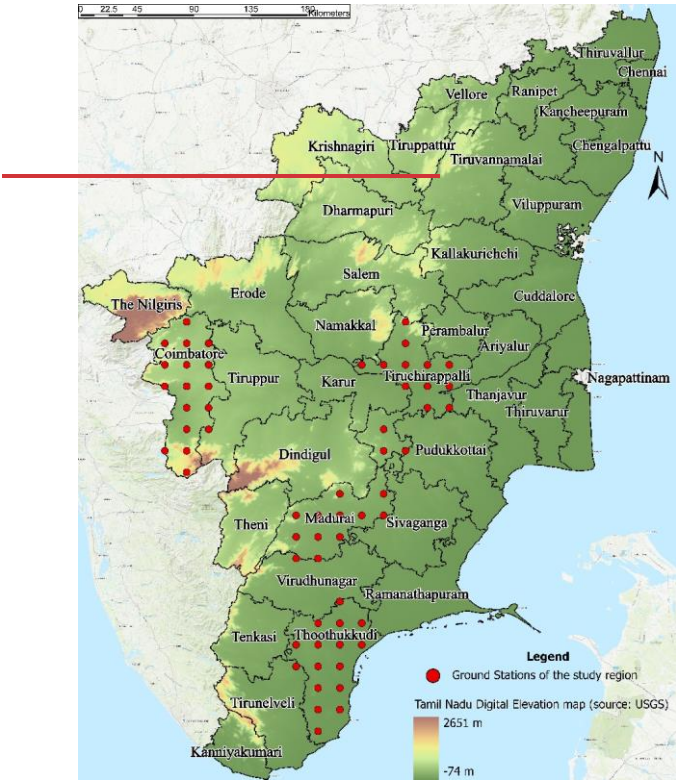 0 22.5 45 90 135 180
Kilometers
Thiruvallur
Chennai
Vellore
Ranipet
Kancheepuram
Krishnagiri
Tiruppattur
Chengalpattu
Tiruvannamalai
N
Dharmapuri
Viluppuram
Kallakurichchi
Salem
The Nilgiris
Erode
Cuddalore
Namakkal
Perambalur
Ariyalur
Coimbatore
Tiruppur
Karur
Tiruchirappalli
Nagapattinam
Thanjavur
Thiruvarur
Dindigul
Pudukkottai
Theni
Madurai
Sivaganga
Virudhunagar
Ramanathapuram
Tenkasi
Thoothukkudi
Legend
Ground Stations of the study region
Tirunelveli
Tamil Nadu Digital Elevation map (source: USGS)
2651 m
Kanniyakumari
-74 m